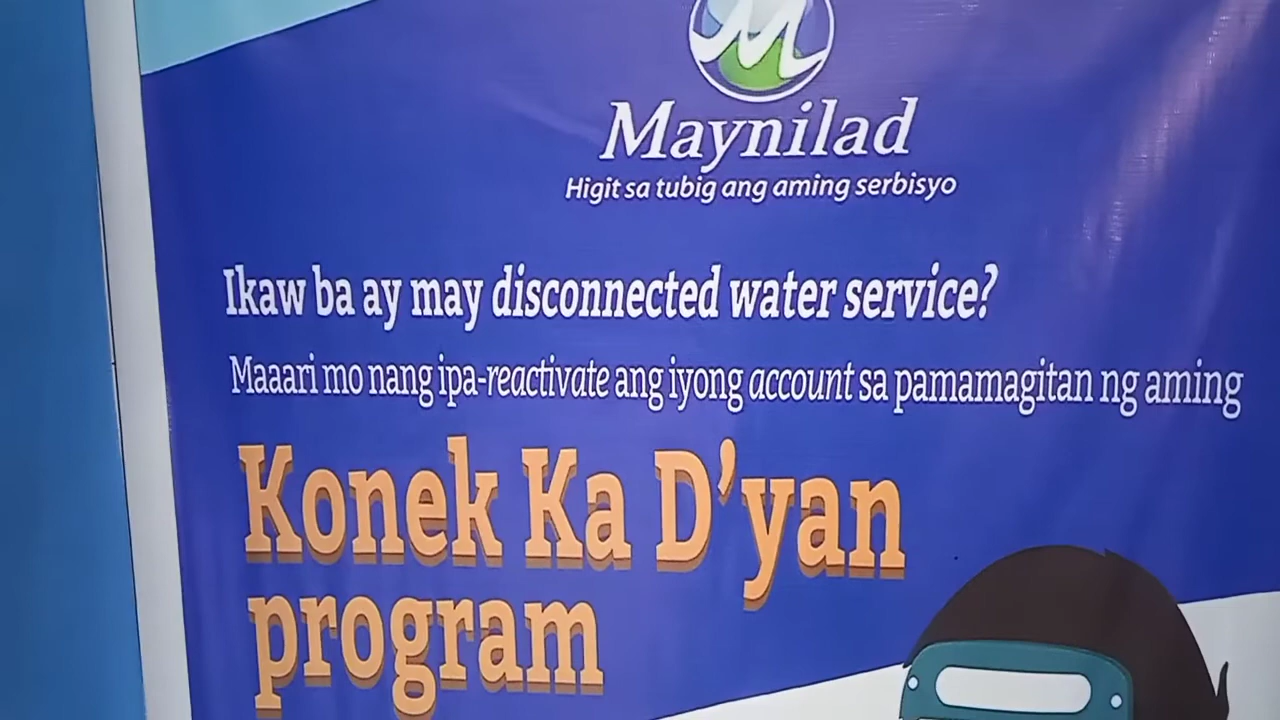 Maynilad
Higit sa tubig ang aming serbisyo
Ikaw ba ay may disconnected water service?
Maaari mo nang ipa-reactivate ang iyong account sa pamamagitan ng aming
Konek Ka D'yan
program